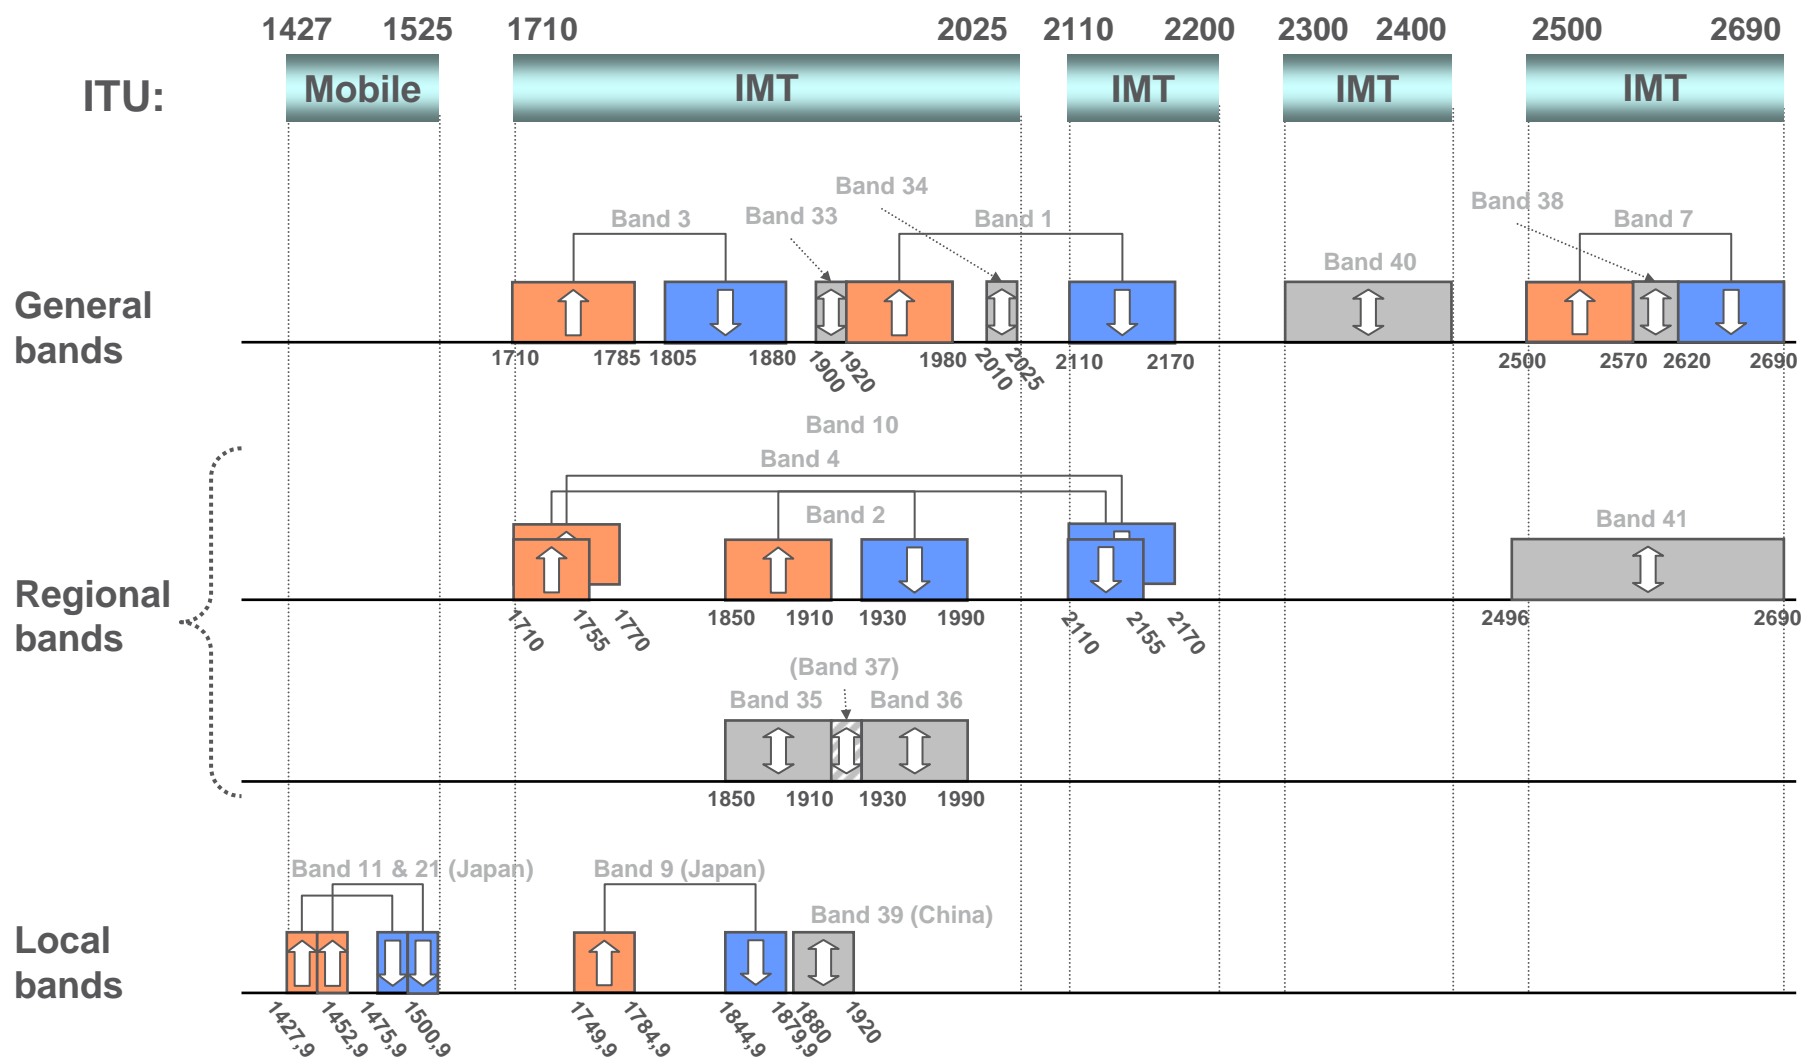 1427 1525 1710 2025 2110 2200 2300 2400 2500 2690
ITU: Mobile IMT IMT IMT IMT
Band 34
Band 33
Band 38
Band 3 Band 1 Band 7
Band 40
General
bands
1710 1785 1805 1880 1900 1920 1980 2010 2025 2110 2170 2500 2570 2620 2690
Band 10
Band 4
Band 2 Band 41
Regional
bands
1710 1755 1770 1850 1910 1930 1990 2110 2155 2170 2496 2690
(Band 37)
Band 35 Band 36
1850 1910 1930 1990
Band 11 & 21 (Japan) Band 9 (Japan)
Band 39 (China)
Local
bands
1427,9 1452,9 1475,9 1500,9 1749,9 1784,9 1844,9 1879,9 1880 1920